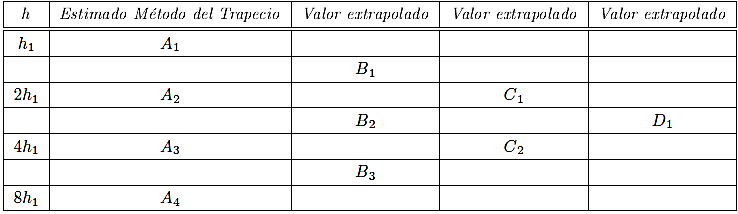 h Estimado Método del Trapecio Valor extrapolado Valor extrapolado Valor extrapolado
h₁ A₁
B₁
2h₁ A₂ C₁
B₂ D₁
4h₁ A₃ C₂
B₃
8h₁ A₄